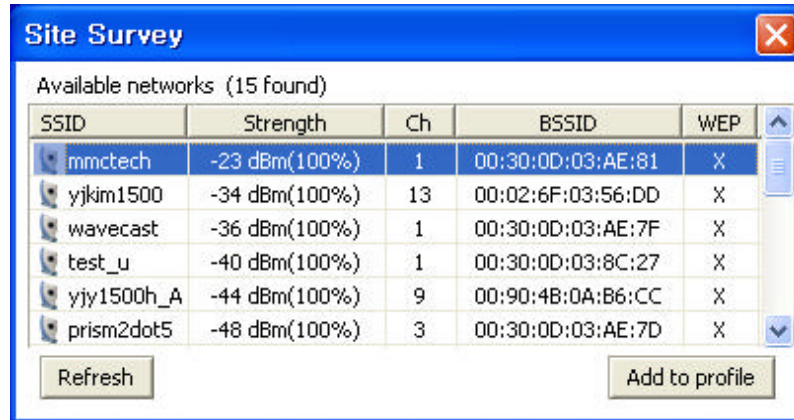 Site Survey
Available networks (15 found)
SSID Strength Ch BSSID WEP
mmctech -23 dBm(100%) 1 00:30:0D:03:AE:81 X
yjkim1500 -34 dBm(100%) 13 00:02:6F:03:56:DD X
wavecast -36 dBm(100%) 1 00:30:0D:03:AE:7F X
test_u -40 dBm(100%) 1 00:30:0D:03:8C:27 X
yjy1500h_A -44 dBm(100%) 9 00:90:4B:0A:B6:CC X
prism2dot5 -48 dBm(100%) 3 00:30:0D:03:AE:7D X
Refresh Add to profile